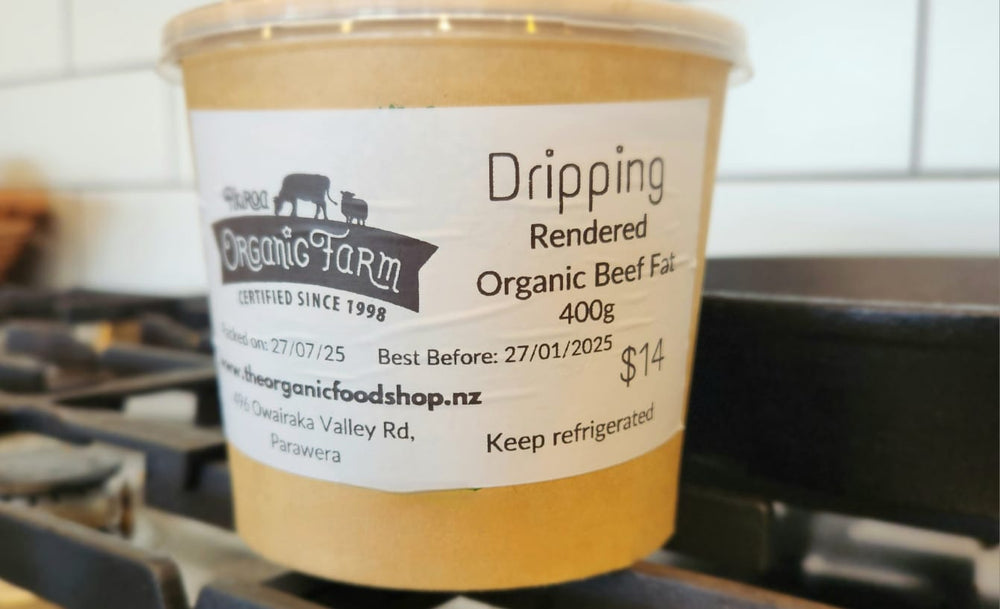 Dripping
Rendered
Organic Beef Fat
400g
ORGANIC FARM
CERTIFIED SINCE 1998
Packed on: 27/07/25 Best Before: 27/01/2025
$14
www.theorganicfoodshop.nz
496 Owairaka Valley Rd,
Parawera
Keep refrigerated